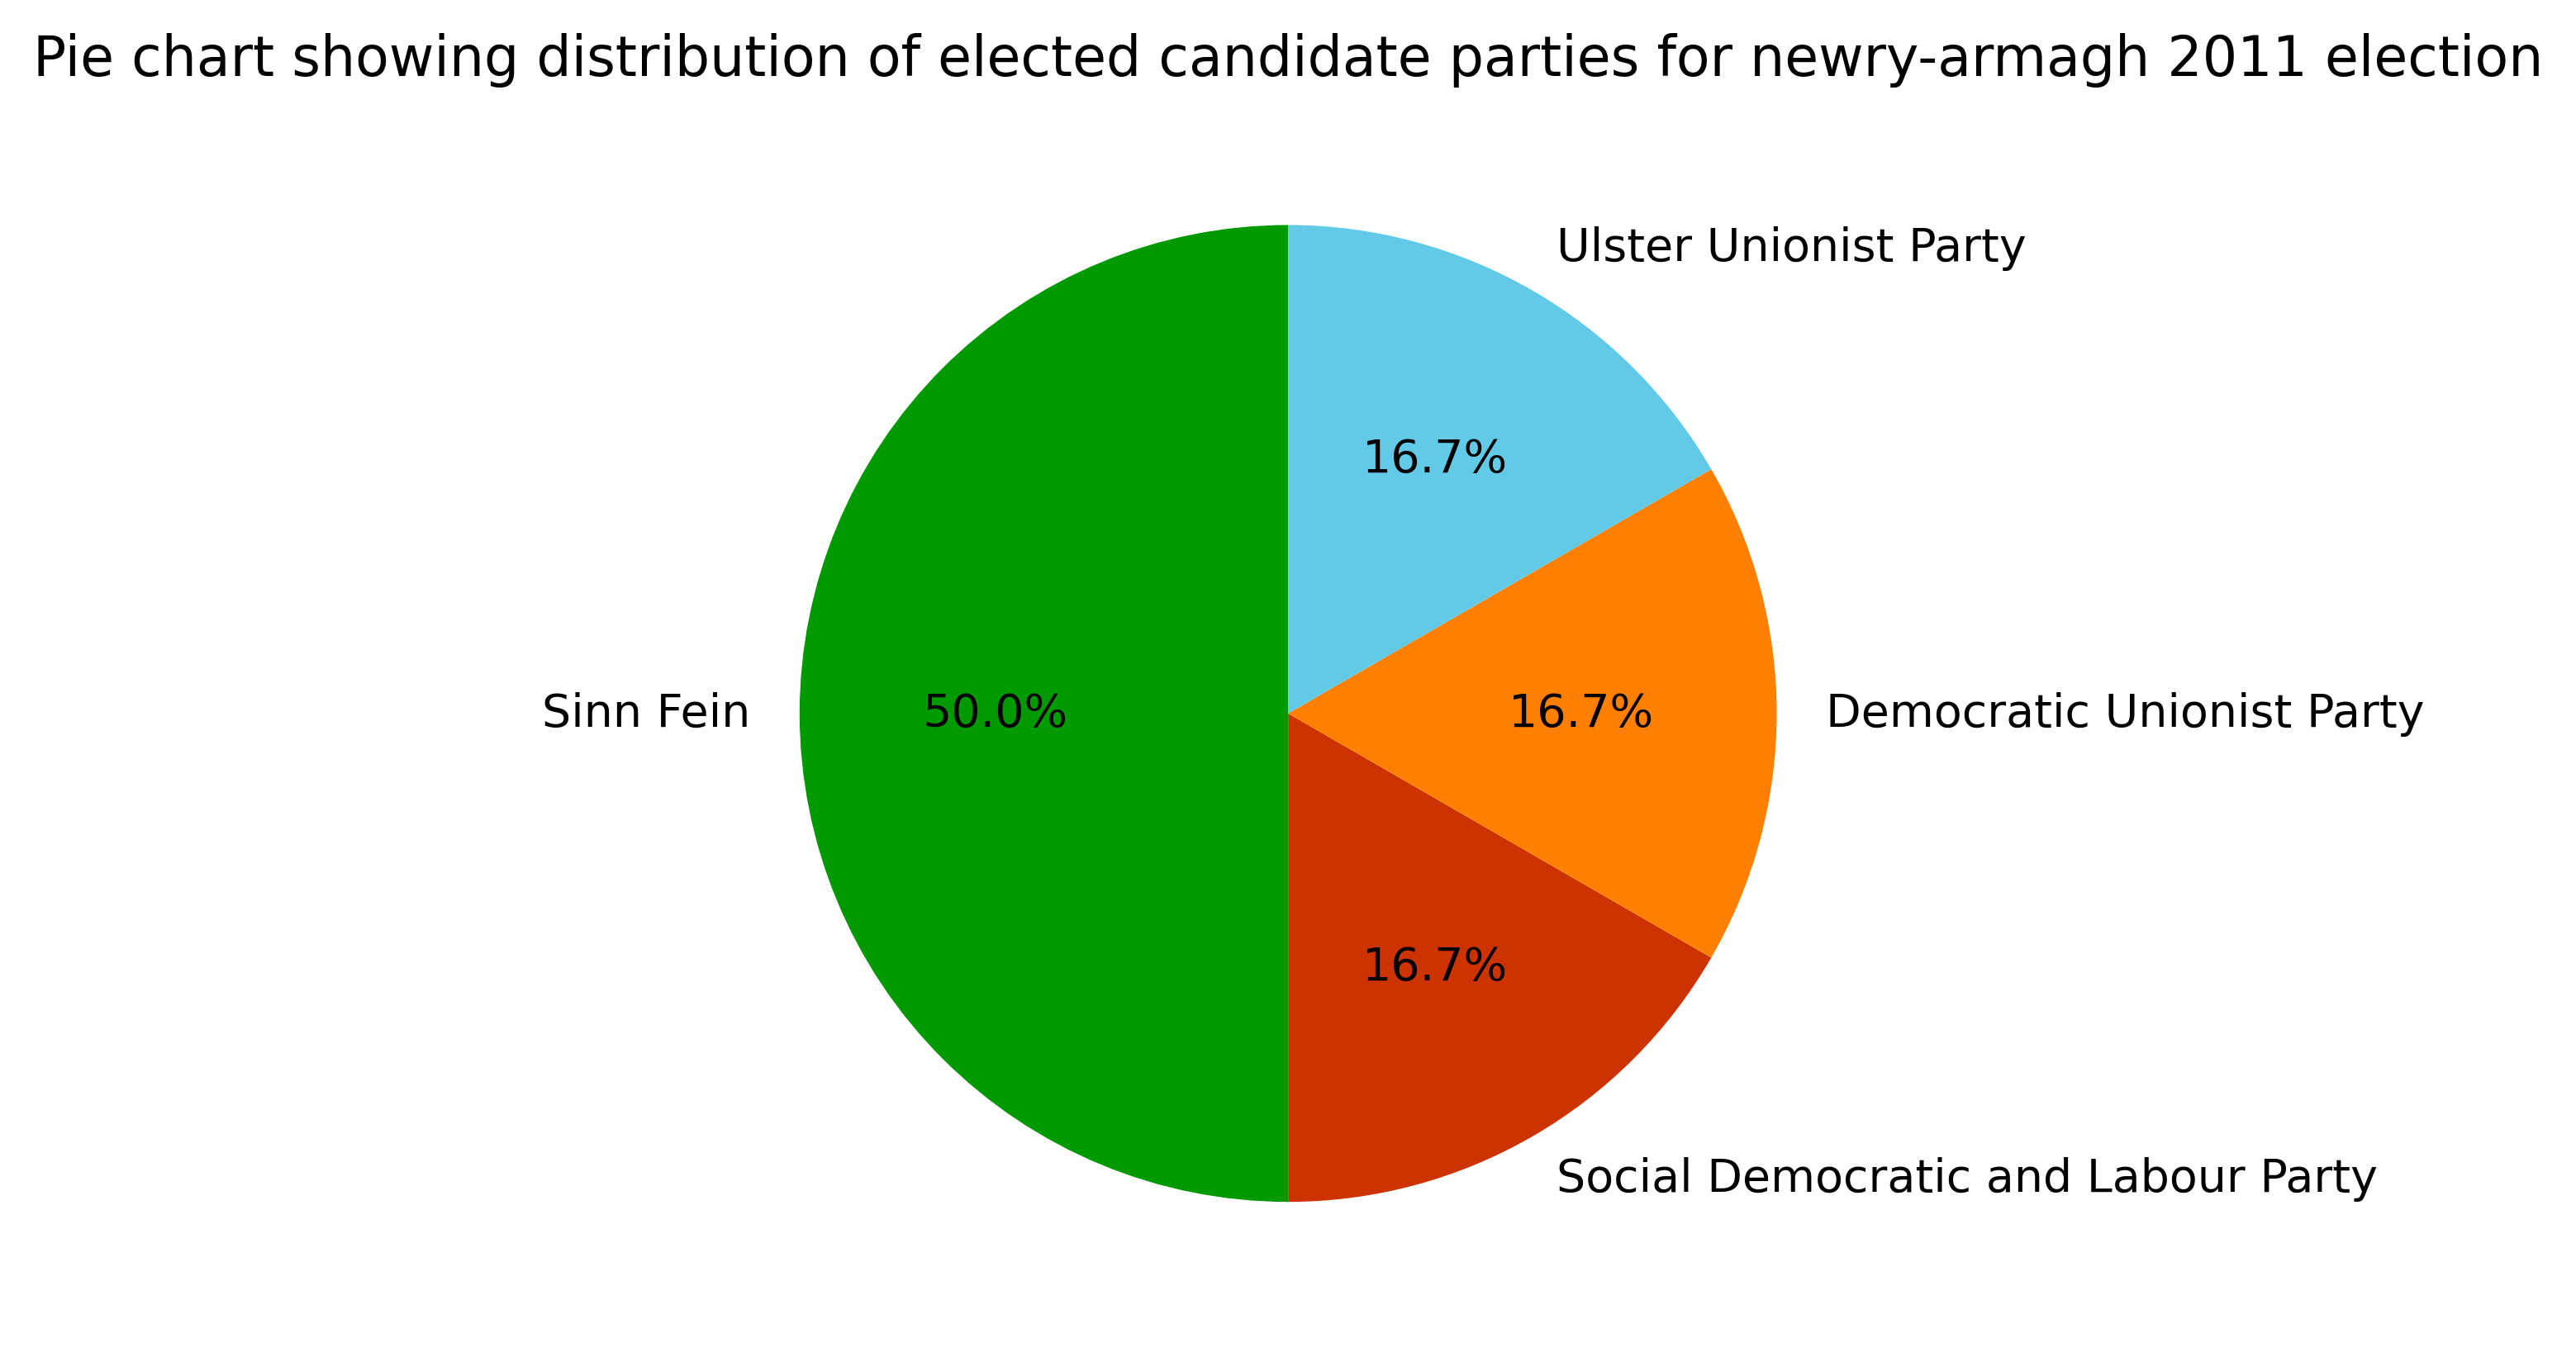 Pie chart showing distribution of elected candidate parties for newry-armagh 2011 election
Ulster Unionist Party
16.7%
Sinn Fein
50.0%
16.7%
Democratic Unionist Party
16.7%
Social Democratic and Labour Party